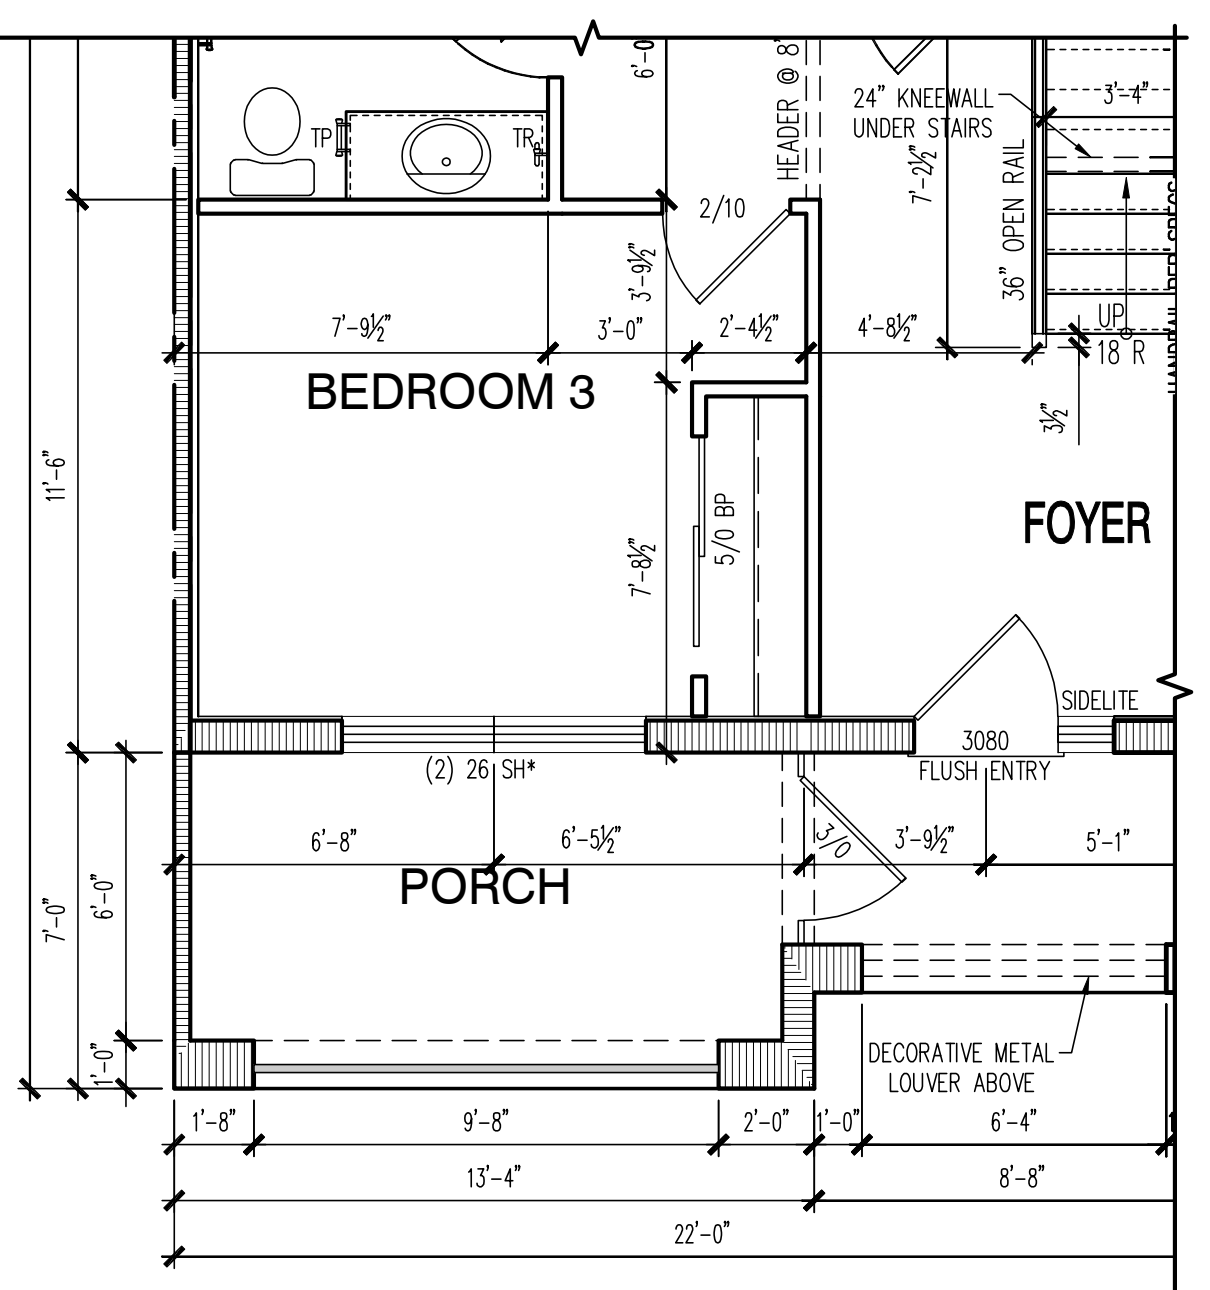 6'-0
HEADER @ 8'
24" KNEEWALL
UNDER STAIRS
3'-4"
TP
TR
7'-2½"
36" OPEN RAIL
2/10
3'-9½"
7'-9½"
3'-0"
2'-4½"
4'-8½"
UP
18 R
BEDROOM 3
3½"
11'-6"
5/0 BP
FOYER
7'-8½"
SIDELITE
3080
FLUSH ENTRY
(2) 26 SH*
6'-8"
6'-5½"
3/0
3'-9½"
5'-1"
PORCH
6'-0"
7'-0"
1'-0"
DECORATIVE METAL
LOUVER ABOVE
1'-8"
9'-8"
2'-0"
1'-0"
6'-4"
13'-4"
8'-8"
22'-0"